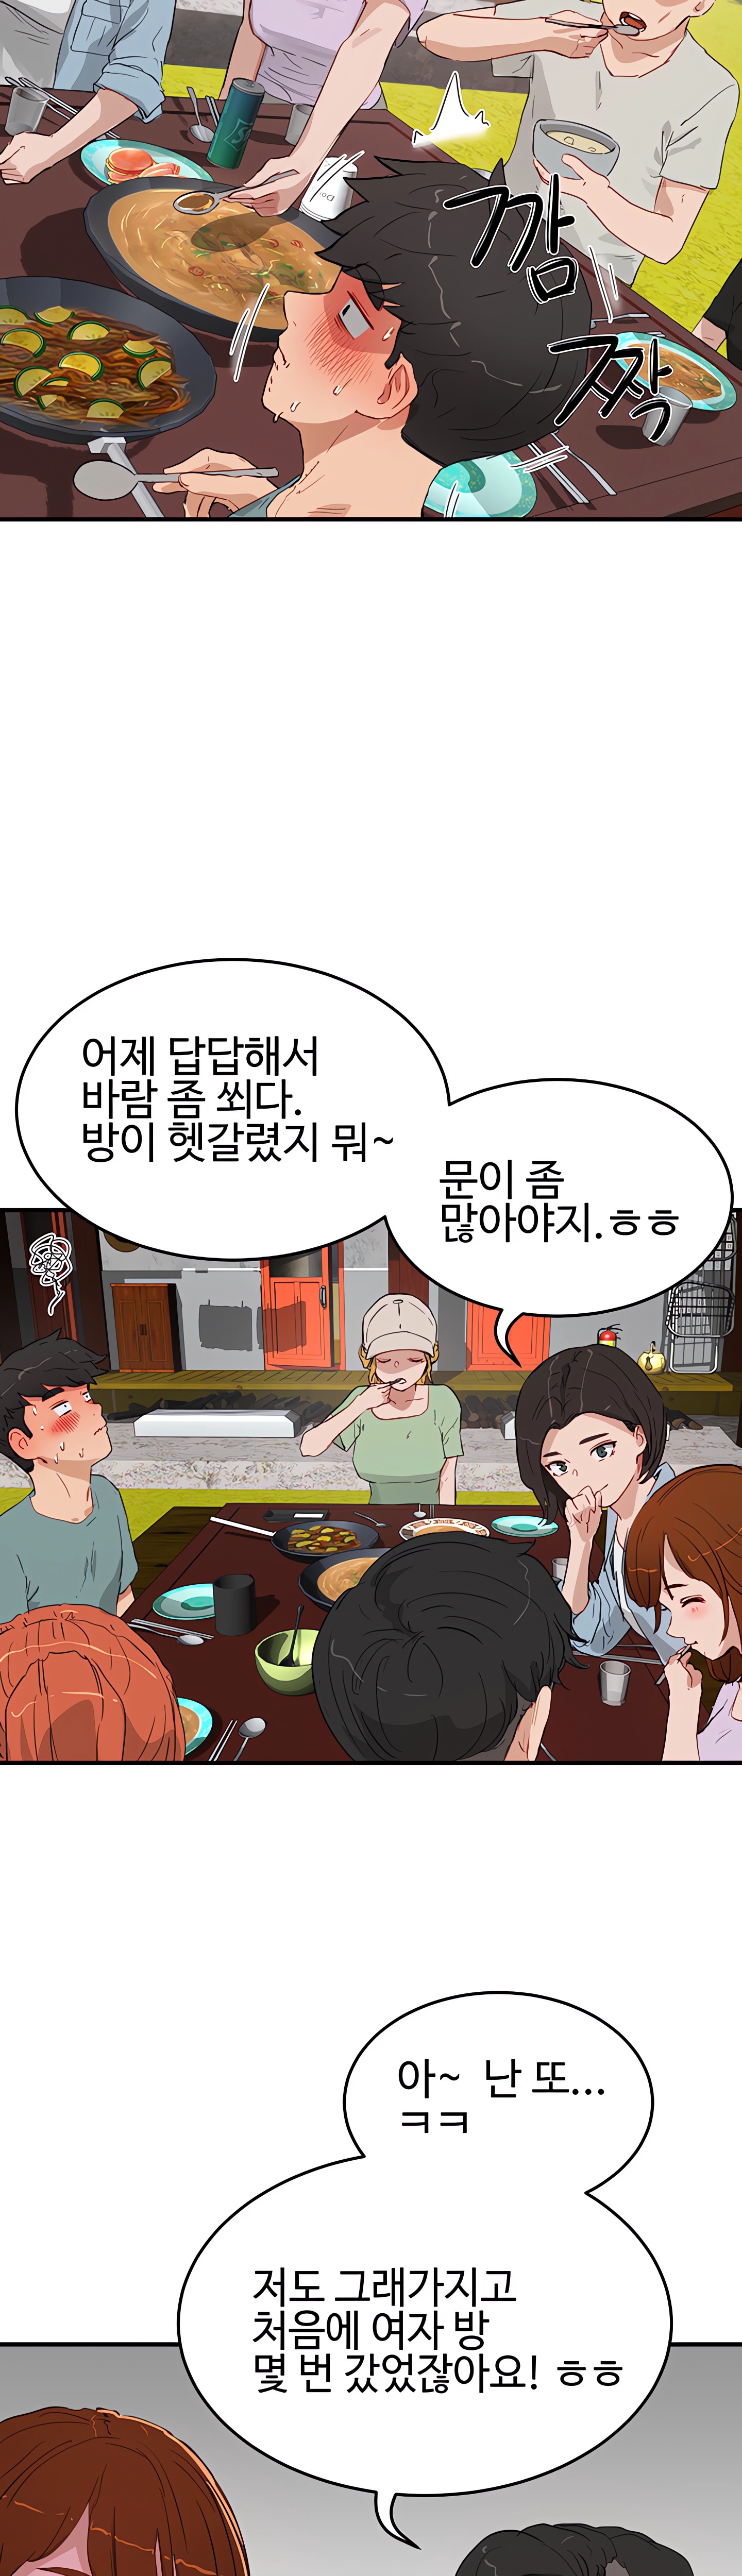 깜
짝
어제 답답해서
바람 좀 쐬다.
방이 헷갈렸지 뭐~
문이 좀
많아야지.ㅎㅎ
아~ 난 또...
ㅋㅋ
저도 그래가지고
처음에 여자 방
몇 번 갔었잖아요! ㅎㅎ